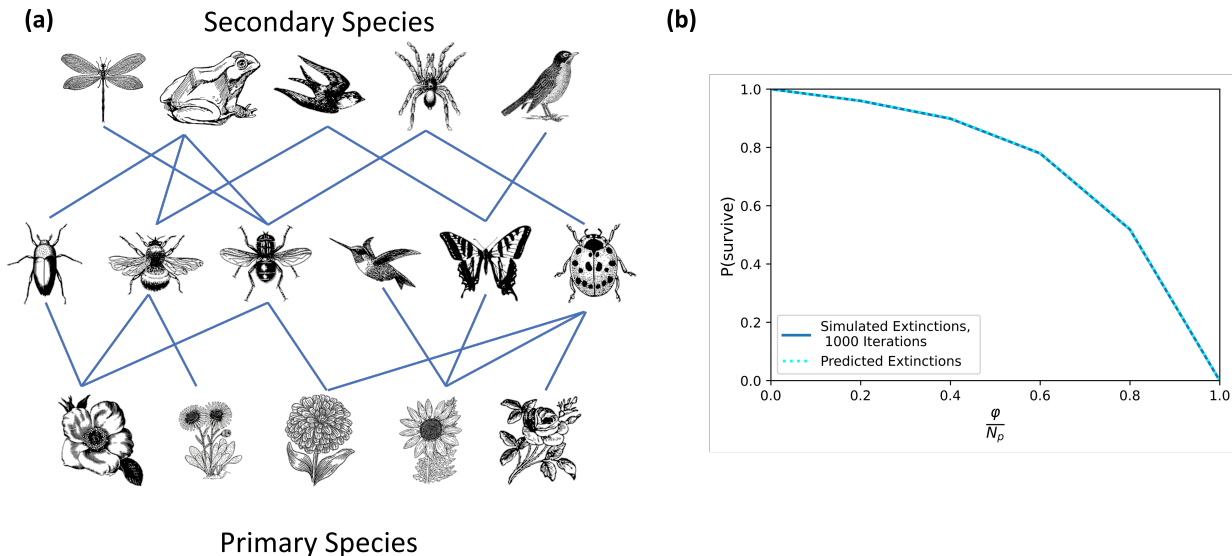 (a)
Secondary Species
Primary Species
(b)
1.0
0.8
0.6
0.4
0.2
0.0
P(survive)
Simulated Extinctions,
1000 Iterations
Predicted Extinctions
0.0 0.2 0.4 0.6 0.8 1.0
φ
N_p